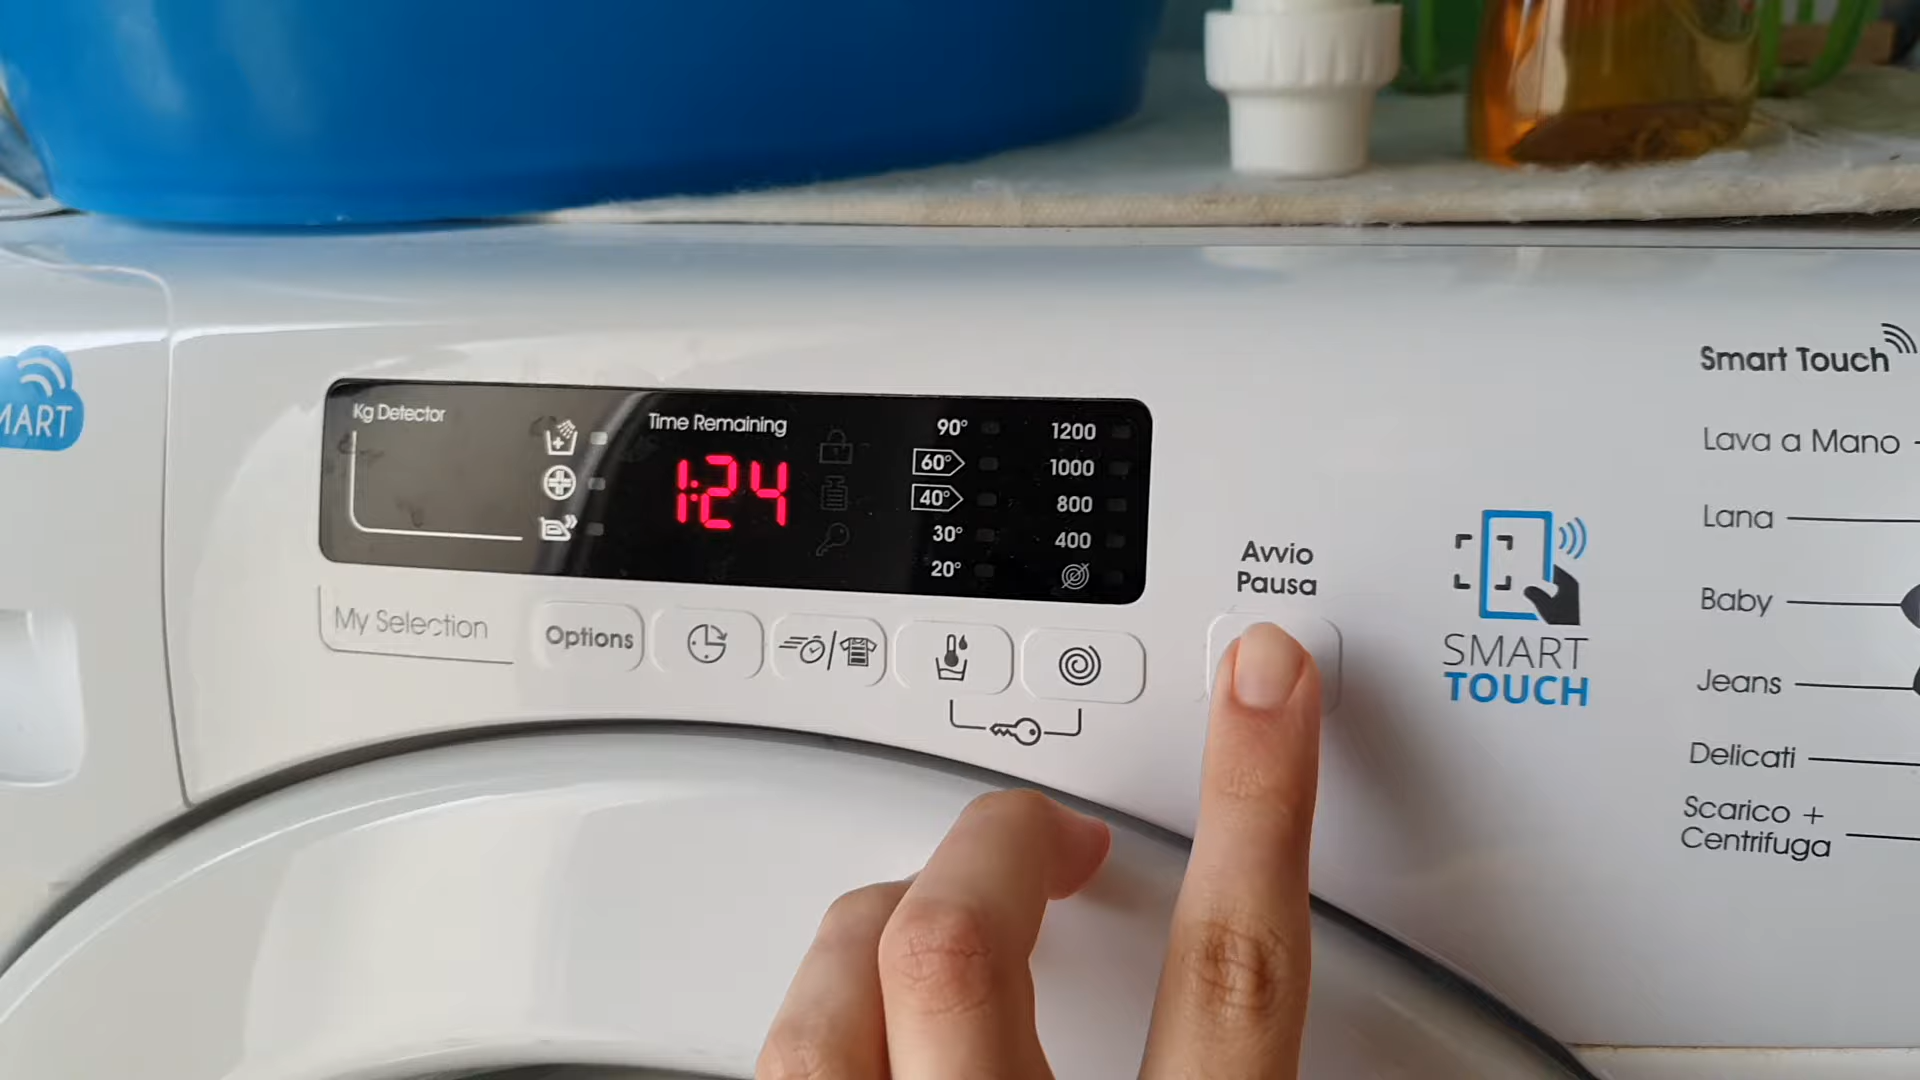 MART
Kg Detector
Time Remaining
1:24
90°
60°
40°
30°
20°
1200
1000
800
400
My Selection
Options
Avvio
Pausa
SMART
TOUCH
Smart Touch
Lava a Mano
Lana
Baby
Jeans
Delicati
Scarico +
Centrifuga